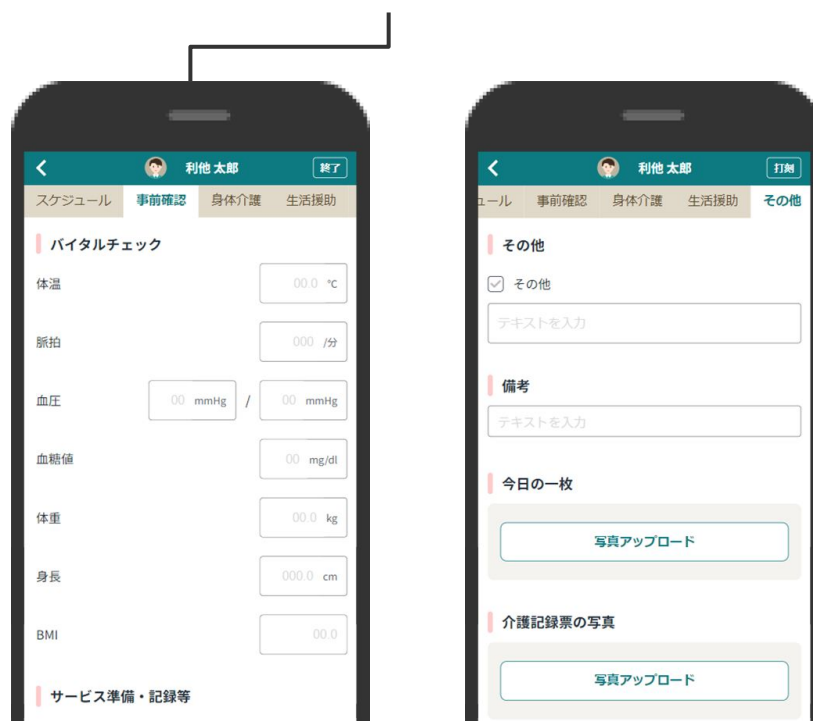 利他 太郎
終了
スケジュール 事前確認 身体介護 生活援助
バイタルチェック
体温 00.0 ℃
脈拍 000 /分
血圧 00 mmHg / 00 mmHg
血糖値 00 mg/dl
体重 00.0 kg
身長 000.0 cm
BMI 00.0
サービス準備・記録等
利他 太郎
打刻
ュール 事前確認 身体介護 生活援助 その他
その他
その他
テキストを入力
備考
テキストを入力
今日の一枚
写真アップロード
介護記録票の写真
写真アップロード